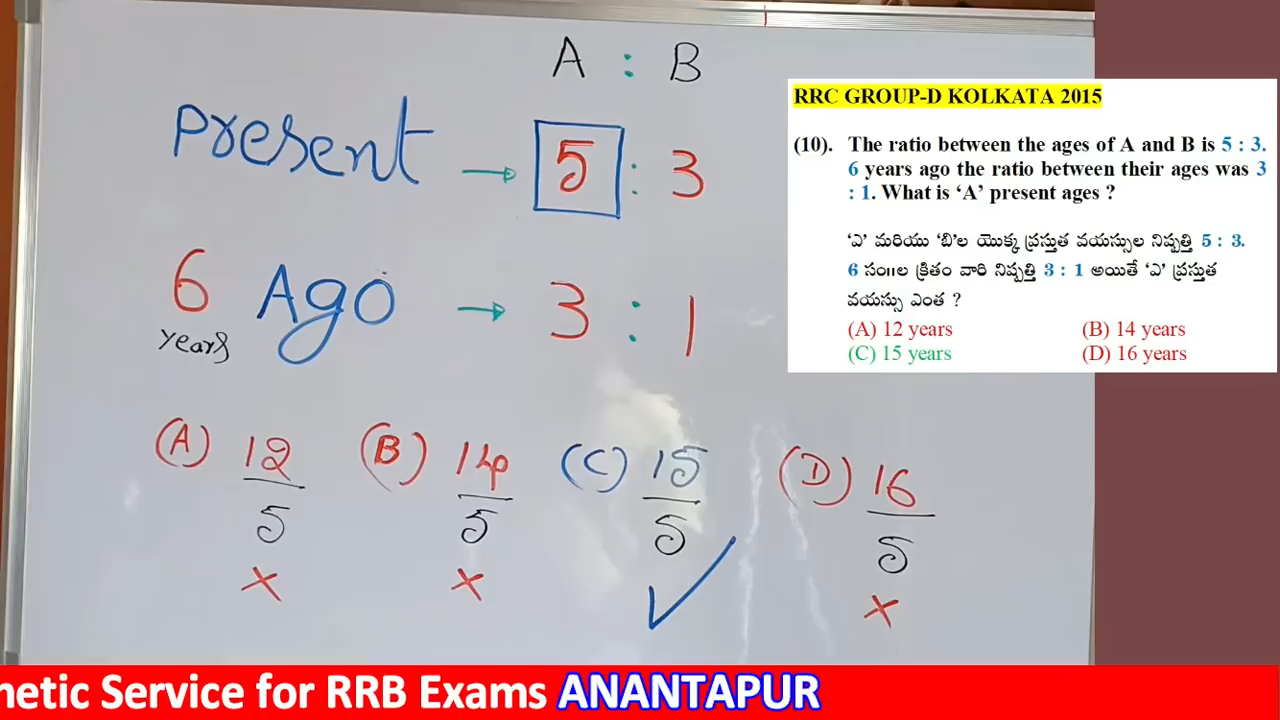 A : B
Present → 5 : 3
6 years Ago → 3 : 1
(A) 12/5 (B) 14/5 (C) 15/5 (D) 16/5
× × ✓ ×
RRC GROUP-D KOLKATA 2015
(10). The ratio between the ages of A and B is 5 : 3.
6 years ago the ratio between their ages was 3
: 1. What is ‘A’ present ages ?
‘ఎ’ మరియు ‘బి’ల యొక్క ప్రస్తుత వయస్సుల నిష్పత్తి 5 : 3.
6 సం॥ల క్రితం వారి నిష్పత్తి 3 : 1 అయితే ‘ఎ’ ప్రస్తుత
వయస్సు ఎంత ?
(A) 12 years (B) 14 years
(C) 15 years (D) 16 years
netic Service for RRB Exams ANANTAPUR